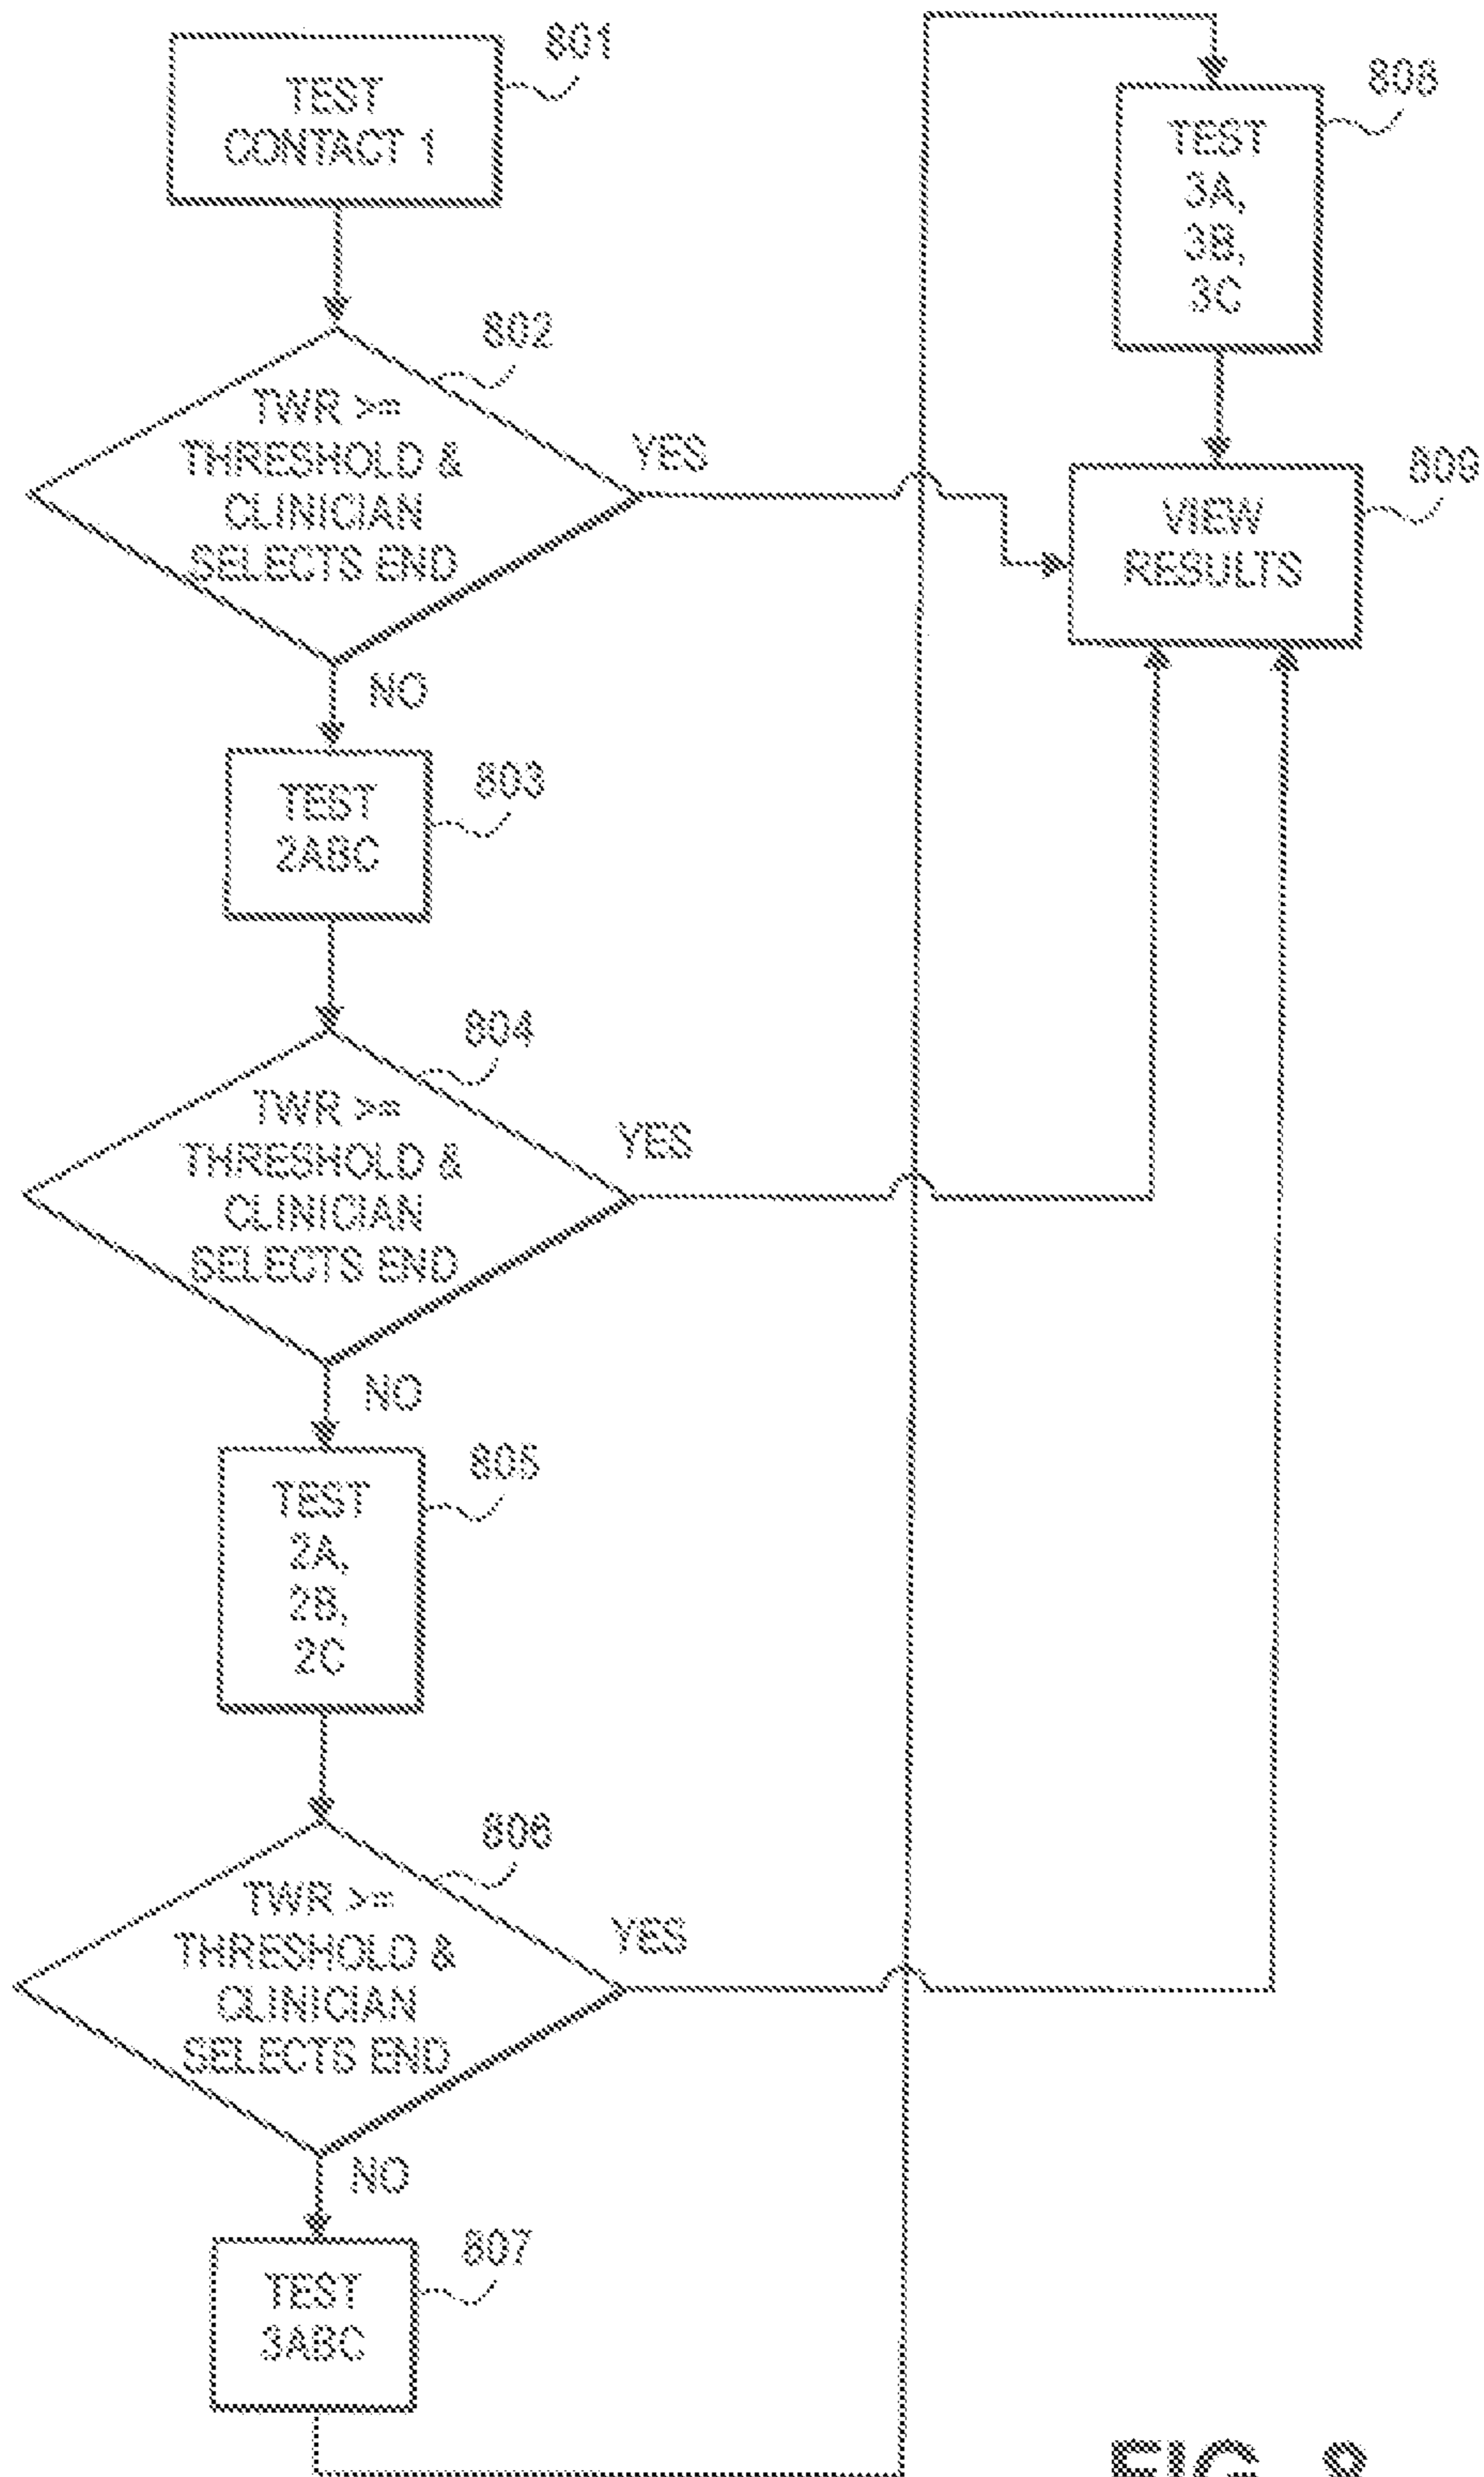 801
TEST
CONTACT 1
802
TWR >=
THRESHOLD &
CLINICIAN
SELECTS END
YES
NO
803
TEST
2ABC
804
TWR >=
THRESHOLD &
CLINICIAN
SELECTS END
YES
NO
805
TEST
2A,
2B,
2C
806
TWR >=
THRESHOLD &
CLINICIAN
SELECTS END
YES
NO
807
TEST
3ABC
808
TEST
3A,
3B,
3C
809
VIEW
RESULTS
FIG. 8